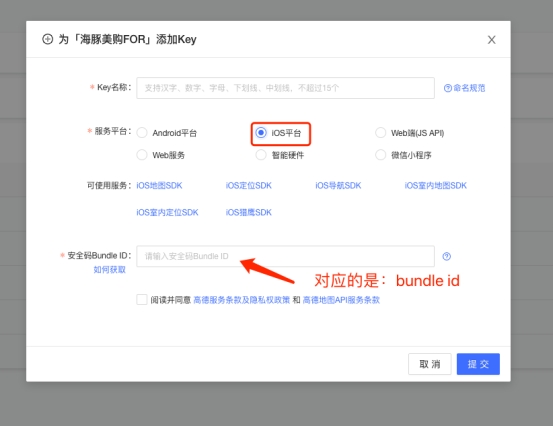 为「海豚美购FOR」添加Key
* Key名称： 支持汉字、数字、字母、下划线、中划线，不超过15个 命名规范
* 服务平台： Android平台 iOS平台 Web端(JS API)
Web服务 智能硬件 微信小程序
可使用服务： iOS地图SDK iOS定位SDK iOS导航SDK iOS室内地图SDK
iOS室内定位SDK iOS猎鹰SDK
* 安全码Bundle ID： 请输入安全码Bundle ID
如何获取
对应的是：bundle id
阅读并同意 高德服务条款及隐私权政策 和 高德地图API服务条款
取消 提交